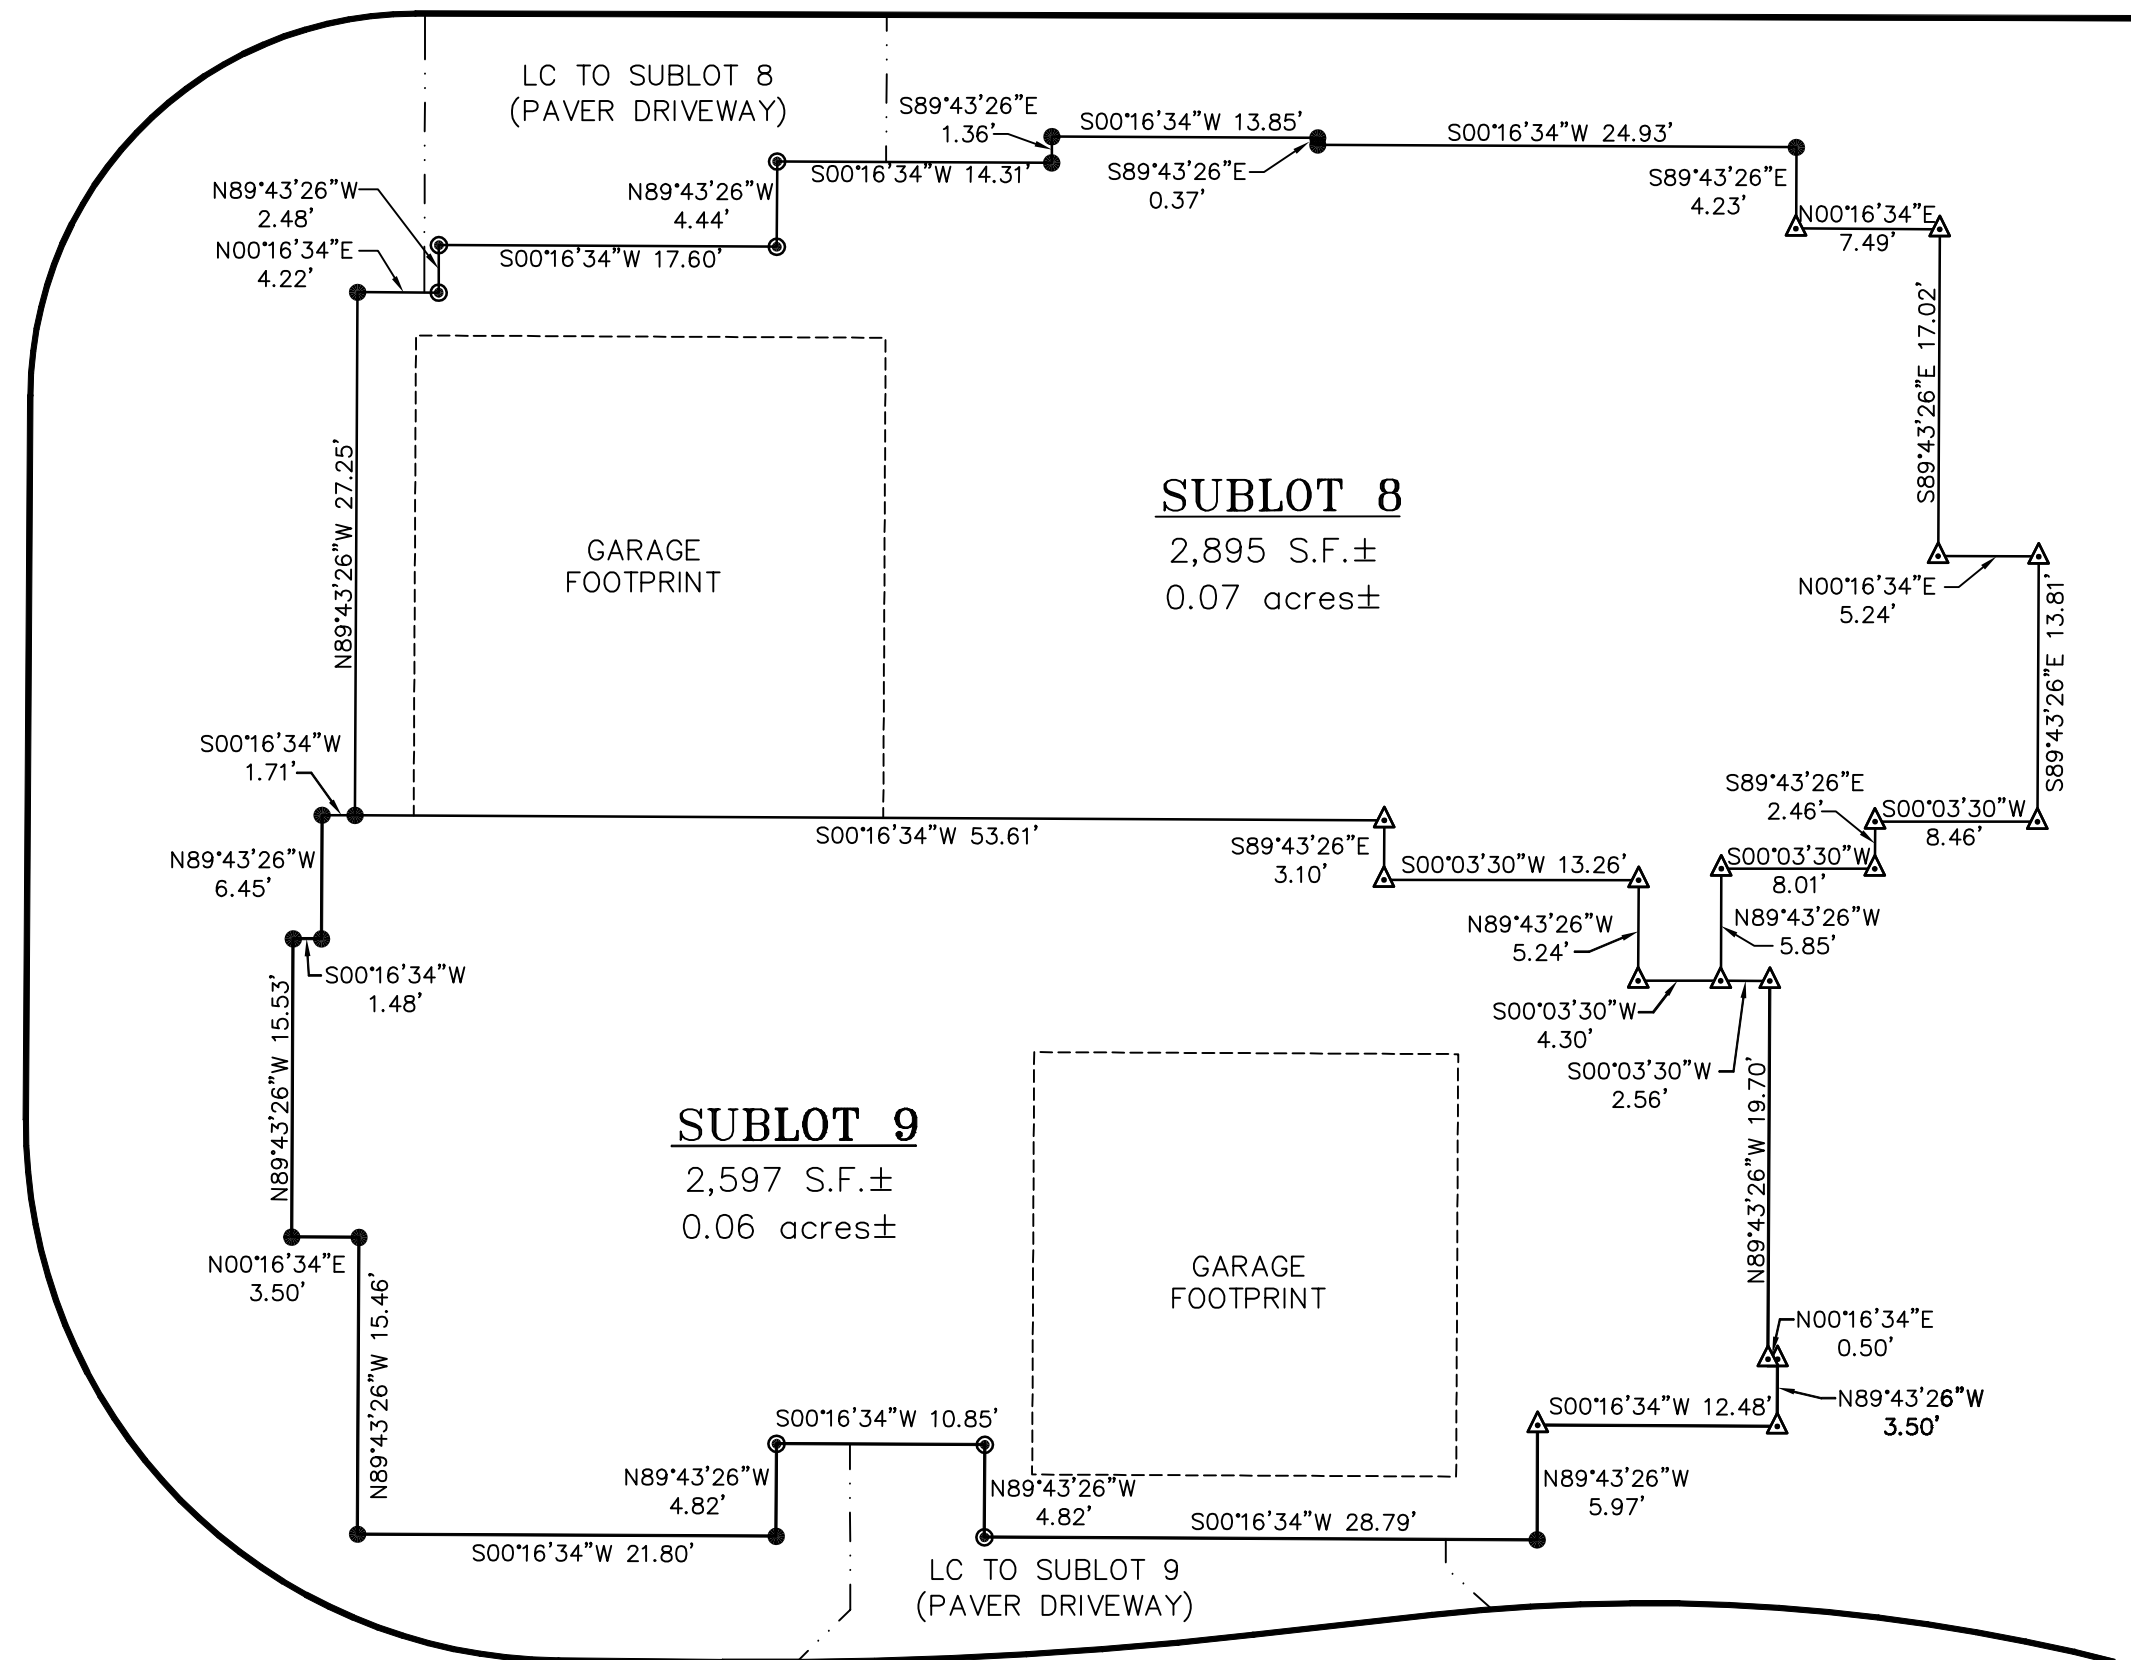 LC TO SUBLOT 8
(PAVER DRIVEWAY)
S89°43'26"E
1.36'
S00°16'34"W 13.85'
S00°16'34"W 24.93'
S00°16'34"W 14.31'
S89°43'26"E
0.37'
S89°43'26"E
4.23'
N00°16'34"E
7.49'
N89°43'26"W
2.48'
N00°16'34"E
4.22'
N89°43'26"W
4.44'
S00°16'34"W 17.60'
S89°43'26"E 17.02'
N89°43'26"W 27.25'
GARAGE
FOOTPRINT
SUBLOT 8
2,895 S.F.±
0.07 acres±
N00°16'34"E
5.24'
S89°43'26"E 13.81'
S00°16'34"W
1.71'
S00°16'34"W 53.61'
S89°43'26"E
2.46'
S00°03'30"W
8.46'
N89°43'26"W
6.45'
S89°43'26"E
3.10'
S00°03'30"W 13.26'
S00°03'30"W
8.01'
N89°43'26"W
5.24'
N89°43'26"W
5.85'
S00°16'34"W
1.48'
N89°43'26"W 15.53'
S00°03'30"W
4.30'
S00°03'30"W
2.56'
N89°43'26"W 19.70'
SUBLOT 9
2,597 S.F.±
0.06 acres±
GARAGE
FOOTPRINT
N00°16'34"E
3.50'
N89°43'26"W 15.46'
N00°16'34"E
0.50'
N89°43'26"W
3.50'
S00°16'34"W 12.48'
S00°16'34"W 10.85'
N89°43'26"W
4.82'
N89°43'26"W
4.82'
N89°43'26"W
5.97'
S00°16'34"W 28.79'
S00°16'34"W 21.80'
LC TO SUBLOT 9
(PAVER DRIVEWAY)